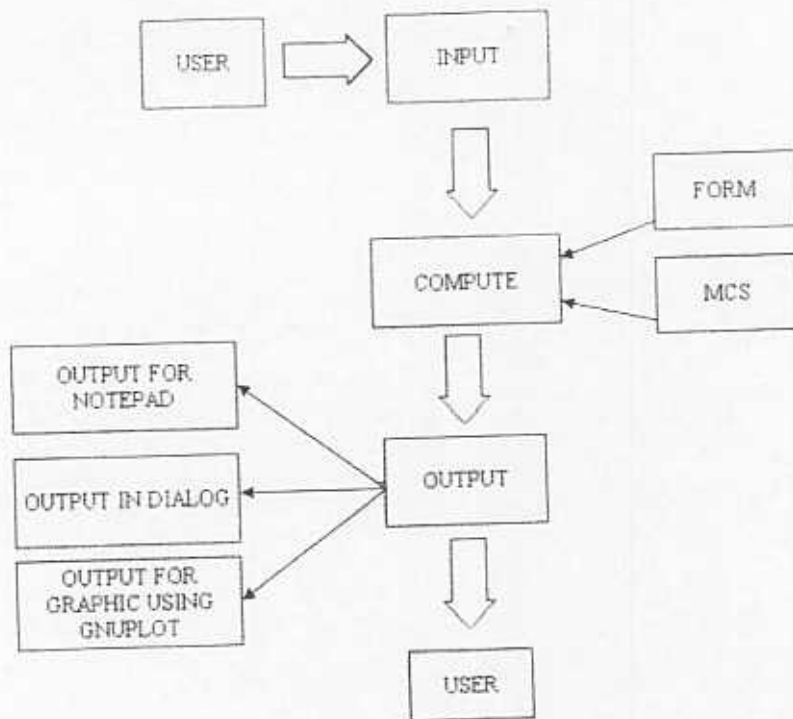 USER
INPUT
FORM
COMPUTE
MCS
OUTPUT FOR
NOTEPAD
OUTPUT IN DIALOG
OUTPUT
OUTPUT FOR
GRAPHIC USING
GNUPLOT
USER